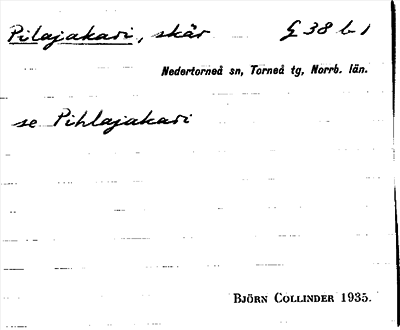 Pilajakari, skär G 38 b 1
Nedertorneå sn, Torneå tg, Norrb. län.
se Pihlajakari
BJÖRN COLLINDER 1935.